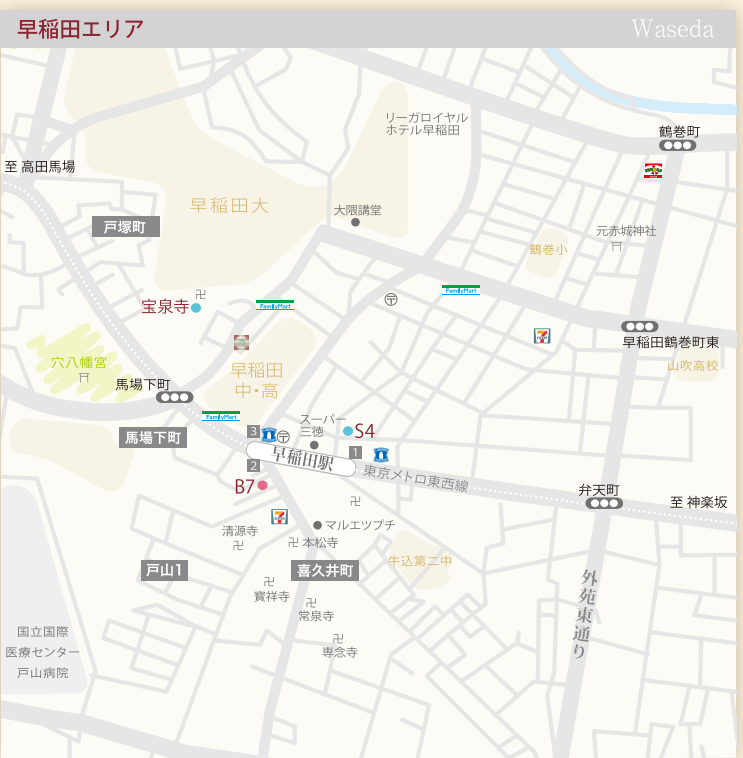 早稲田エリア
Waseda
リーガロイヤル
ホテル早稲田
鶴巻町
至 高田馬場
早稲田大
大隈講堂
戸塚町
元赤城神社
鶴巻小
宝泉寺
FamilyMart
FamilyMart
早稲田鶴巻町東
山吹高校
穴八幡宮
早稲田
中・高
馬場下町
FamilyMart
スーパー
三徳
S4
馬場下町
3
1
2
早稲田駅
東京メトロ東西線
B7
弁天町
至 神楽坂
清源寺
マルエツプチ
本松寺
牛込第二中
戸山1
喜久井町
寶祥寺
常泉寺
専念寺
外苑東通り
国立国際
医療センター
戸山病院